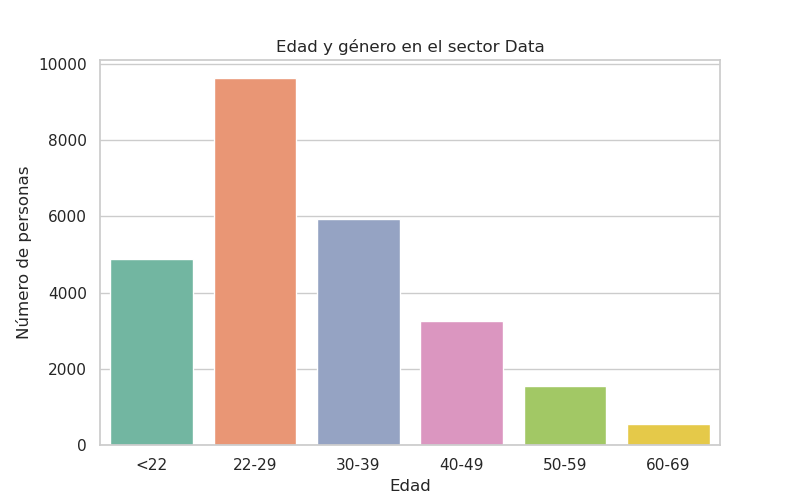 Edad y género en el sector Data
Número de personas
10000
8000
6000
4000
2000
0
<22 22-29 30-39 40-49 50-59 60-69
Edad